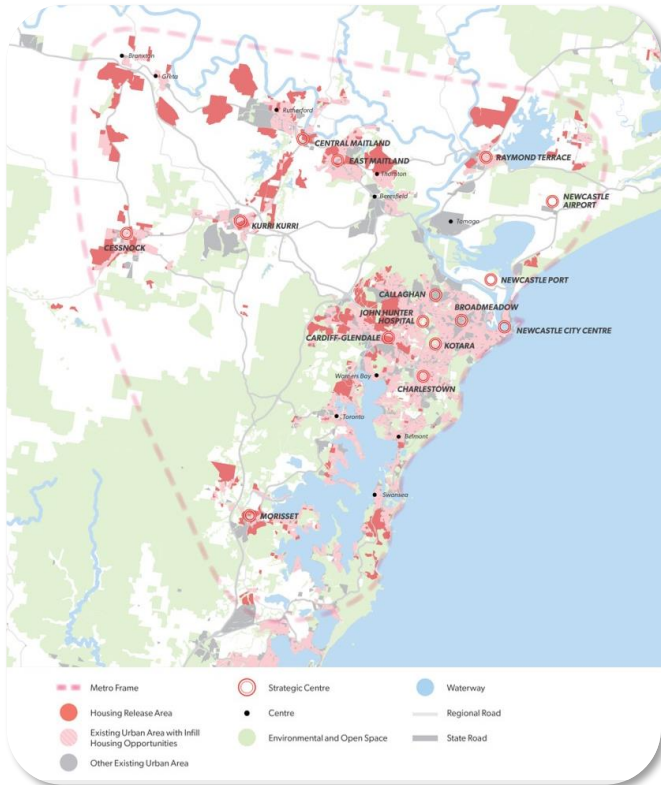 Branxton
Greta
Rutherford
CENTRAL MAITLAND
EAST MAITLAND
Thornton
RAYMOND TERRACE
Beresfield
NEWCASTLE
AIRPORT
Tomago
KURRI KURRI
CESSNOCK
NEWCASTLE PORT
CALLAGHAN
BROADMEADOW
JOHN HUNTER
HOSPITAL
NEWCASTLE CITY CENTRE
CARDIFF-GLENDALE
KOTARA
Warners Bay
CHARLESTOWN
Toronto
Belmont
Swansea
MORISSET
Metro Frame
Strategic Centre
Waterway
Housing Release Area
Centre
Regional Road
Existing Urban Area with Infill
Housing Opportunities
Environmental and Open Space
State Road
Other Existing Urban Area